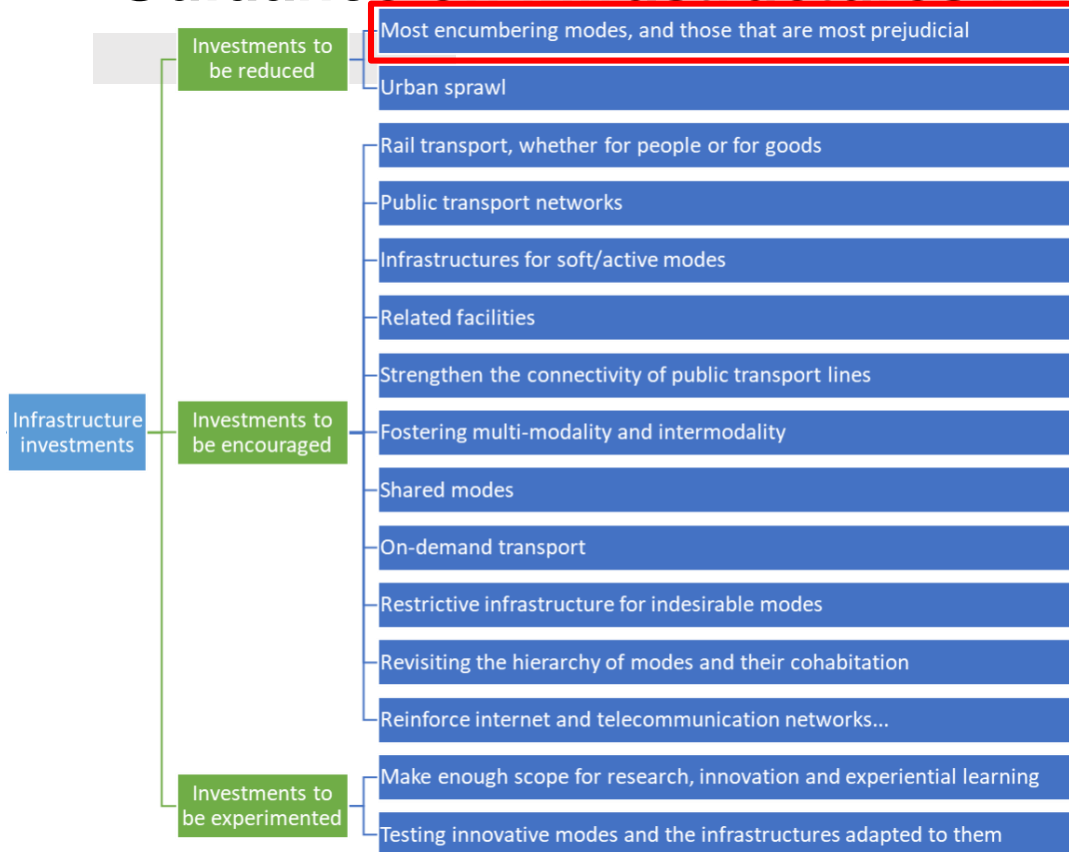 Most encumbering modes, and those that are most prejudicial
Investments to
be reduced
Urban sprawl
Rail transport, whether for people or for goods
Public transport networks
Infrastructures for soft/active modes
Related facilities
Strengthen the connectivity of public transport lines
Infrastructure
investments
Investments to
be encouraged
Fostering multi-modality and intermodality
Shared modes
On-demand transport
Restrictive infrastructure for indesirable modes
Revisiting the hierarchy of modes and their cohabitation
Reinforce internet and telecommunication networks...
Make enough scope for research, innovation and experiential learning
Investments to
be experimented
Testing innovative modes and the infrastructures adapted to them